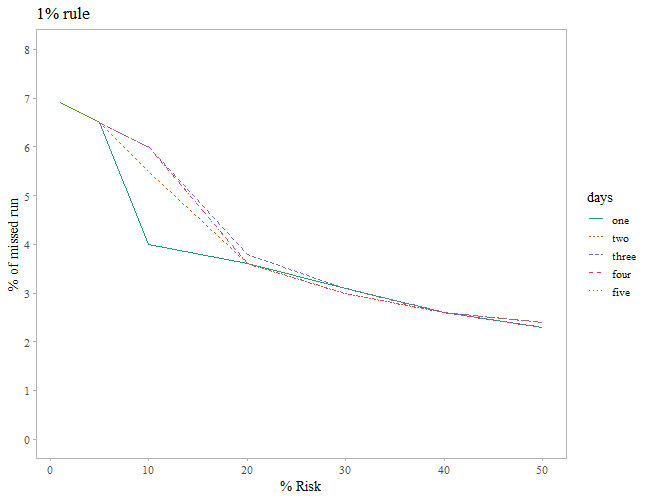 1% rule
8
7
6
5
4
3
2
1
0
% of missed run
0 10 20 30 40 50
% Risk
days
one
two
three
four
five